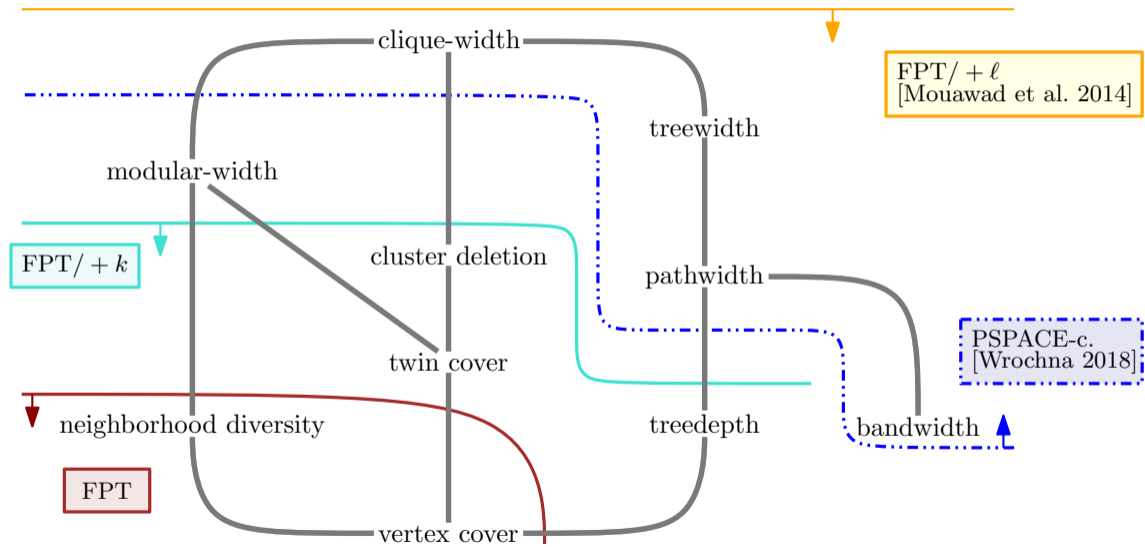 clique-width
FPT/ + ℓ
[Mouawad et al. 2014]
treewidth
modular-width
cluster deletion
FPT/ + k
pathwidth
PSPACE-c.
[Wrochna 2018]
twin cover
neighborhood diversity
treedepth
bandwidth
FPT
vertex cover